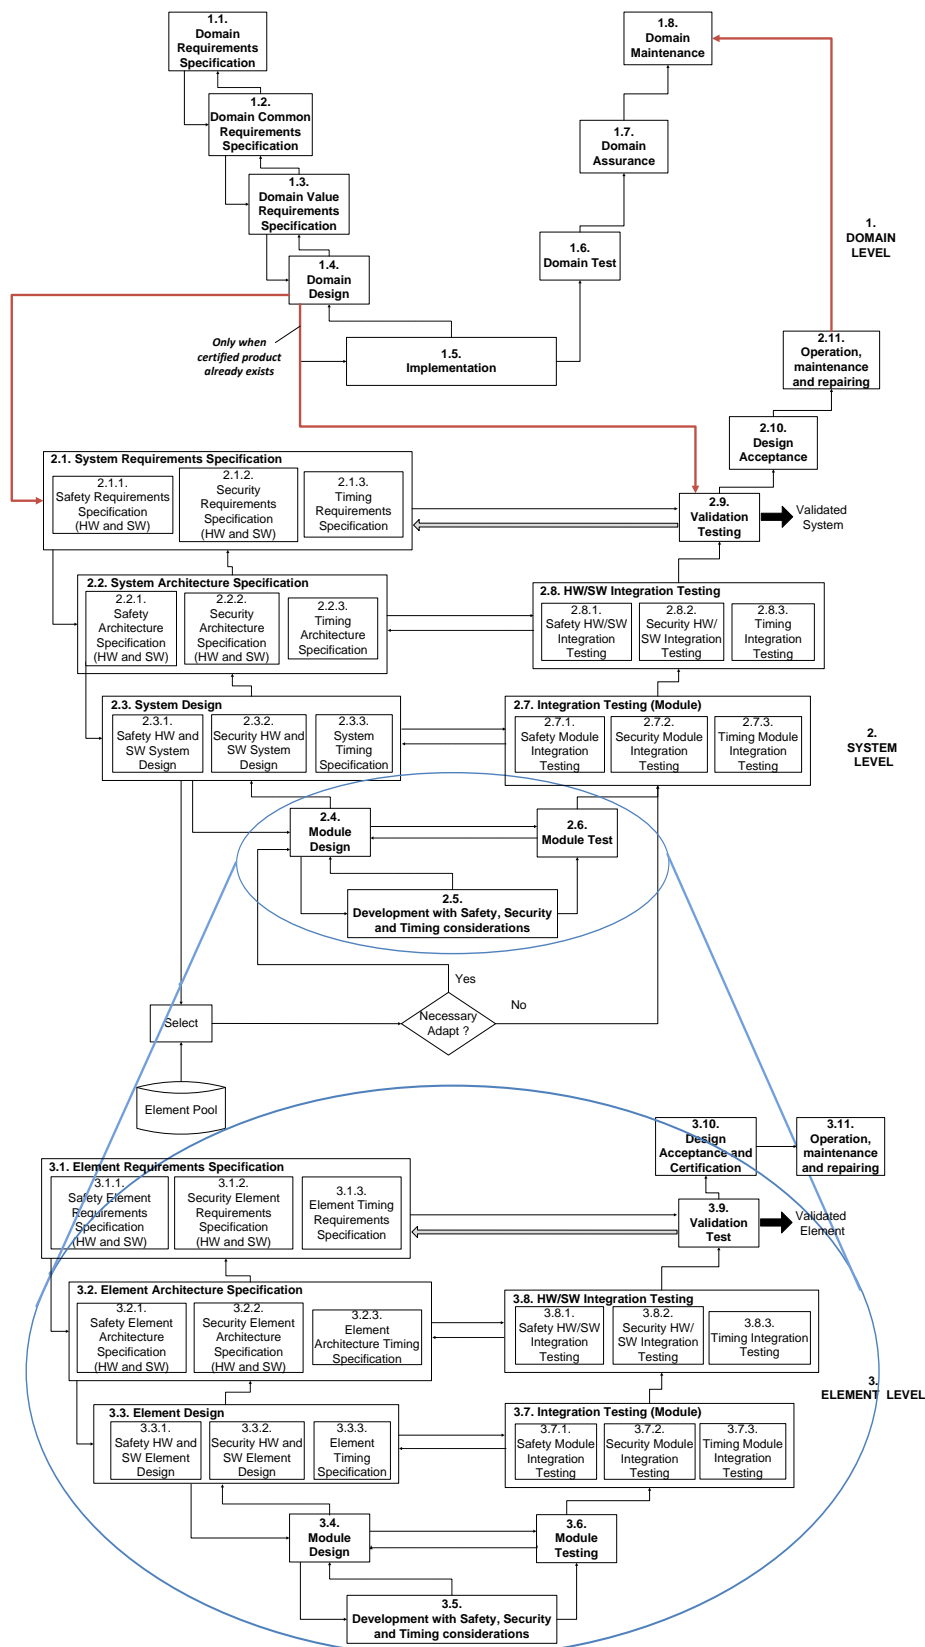 1.1.
Domain
Requirements
Specification
1.8.
Domain
Maintenance
1.2.
Domain Common
Requirements
Specification
1.7.
Domain
Assurance
1.3.
Domain Value
Requirements
Specification
1.
DOMAIN
LEVEL
1.6.
Domain Test
1.4.
Domain
Design
Only when
certified product
already exists
1.5.
Implementation
2.11.
Operation,
maintenance
and repairing
2.10.
Design
Acceptance
2.1. System Requirements Specification
2.1.1.
Safety Requirements
Specification
(HW and SW)
2.1.2.
Security
Requirements
Specification
(HW and SW)
2.1.3.
Timing
Requirements
Specification
2.9.
Validation
Testing
Validated
System
2.2. System Architecture Specification
2.2.1.
Safety
Architecture
Specification
(HW and SW)
2.2.2.
Security
Architecture
Specification
(HW and SW)
2.2.3.
Timing
Architecture
Specification
2.8. HW/SW Integration Testing
2.8.1.
Safety HW/SW
Integration
Testing
2.8.2.
Security HW/
SW Integration
Testing
2.8.3.
Timing
Integration
Testing
2.3. System Design
2.3.1.
Safety HW and
SW System
Design
2.3.2.
Security HW and
SW System
Design
2.3.3.
System
Timing
Specification
2.7. Integration Testing (Module)
2.7.1.
Safety Module
Integration
Testing
2.7.2.
Security Module
Integration
Testing
2.7.3.
Timing Module
Integration
Testing
2.
SYSTEM
LEVEL
2.4.
Module
Design
2.6.
Module Test
2.5.
Development with Safety, Security
and Timing considerations
Yes
No
Select
Necessary
Adapt ?
Element Pool
3.10.
Design
Acceptance and
Certification
3.11.
Operation,
maintenance
and repairing
3.1. Element Requirements Specification
3.1.1.
Safety Element
Requirements
Specification
(HW and SW)
3.1.2.
Security Element
Requirements
Specification
(HW and SW)
3.1.3.
Element Timing
Requirements
Specification
3.9.
Validation
Test
Validated
Element
3.2. Element Architecture Specification
3.2.1.
Safety Element
Architecture
Specification
(HW and SW)
3.2.2.
Security Element
Architecture
Specification
(HW and SW)
3.2.3.
Element
Architecture Timing
Specification
3.8. HW/SW Integration Testing
3.8.1.
Safety HW/SW
Integration
Testing
3.8.2.
Security HW/
SW Integration
Testing
3.8.3.
Timing Integration
Testing
3.
ELEMENT LEVEL
3.3. Element Design
3.3.1.
Safety HW and
SW Element
Design
3.3.2.
Security HW and
SW Element
Design
3.3.3.
Element
Timing
Specification
3.7. Integration Testing (Module)
3.7.1.
Safety Module
Integration
Testing
3.7.2.
Security Module
Integration
Testing
3.7.3.
Timing Module
Integration
Testing
3.4.
Module
Design
3.6.
Module
Testing
3.5.
Development with Safety, Security
and Timing considerations